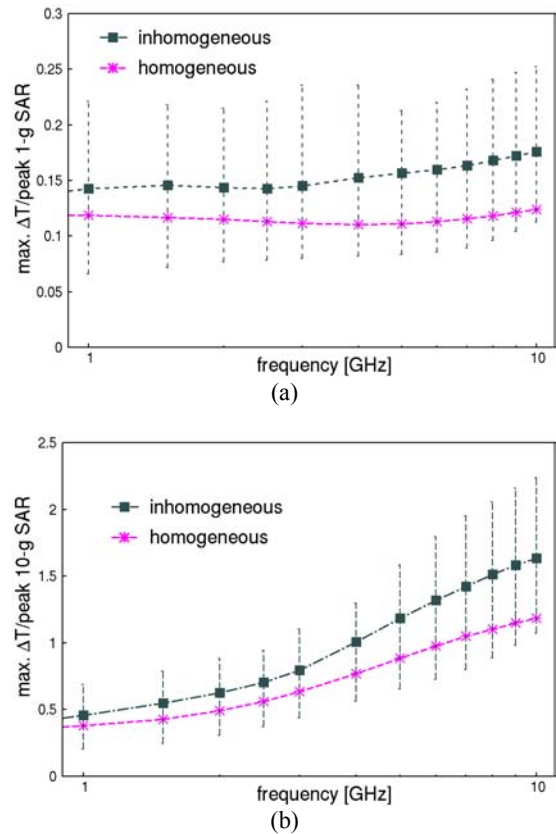 0.3
inhomogeneous
0.25
homogeneous
0.2
0.15
0.1
0.05
0
max. ΔT/peak 1-g SAR
1
frequency [GHz]
10
(a)
2.5
inhomogeneous
2
homogeneous
1.5
1
0.5
0
max. ΔT/peak 10-g SAR
1
frequency [GHz]
10
(b)